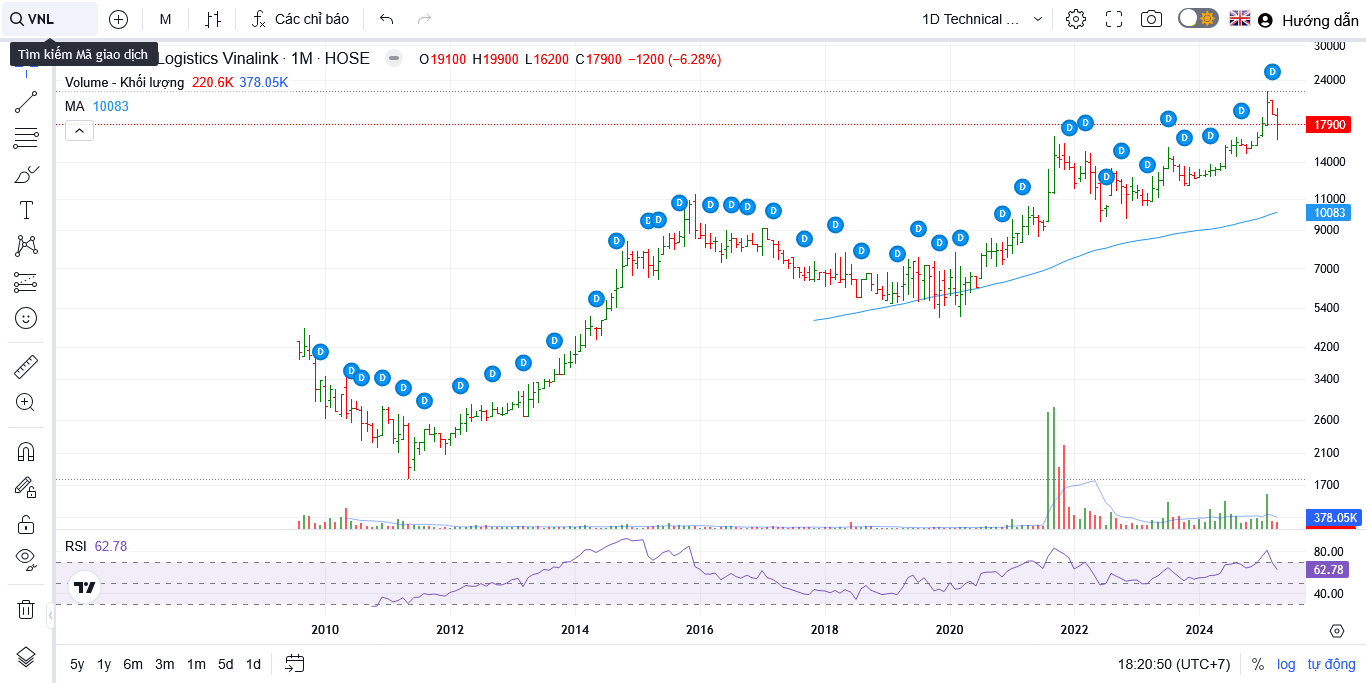 VNL
M
Các chỉ báo
1D Technical ...
Hướng dẫn
Tìm kiếm Mã giao dịch
Logistics Vinalink · 1M · HOSE
O19100 H19900 L16200 C17900 −1200 (−6.28%)
Volume - Khối lượng 220.6K 378.05K
MA 10083
30000
24000
17900
14000
11000
10083
9000
7000
5400
4200
3400
2600
2100
1700
378.05K
D D D D D D D D D D D D D D D D D D D D D D D D D D D D D D D D D D D D D D
RSI 62.78
80.00
62.78
40.00
2010 2012 2014 2016 2018 2020 2022 2024
5y 1y 6m 3m 1m 5d 1d
18:20:50 (UTC+7) % log tự động